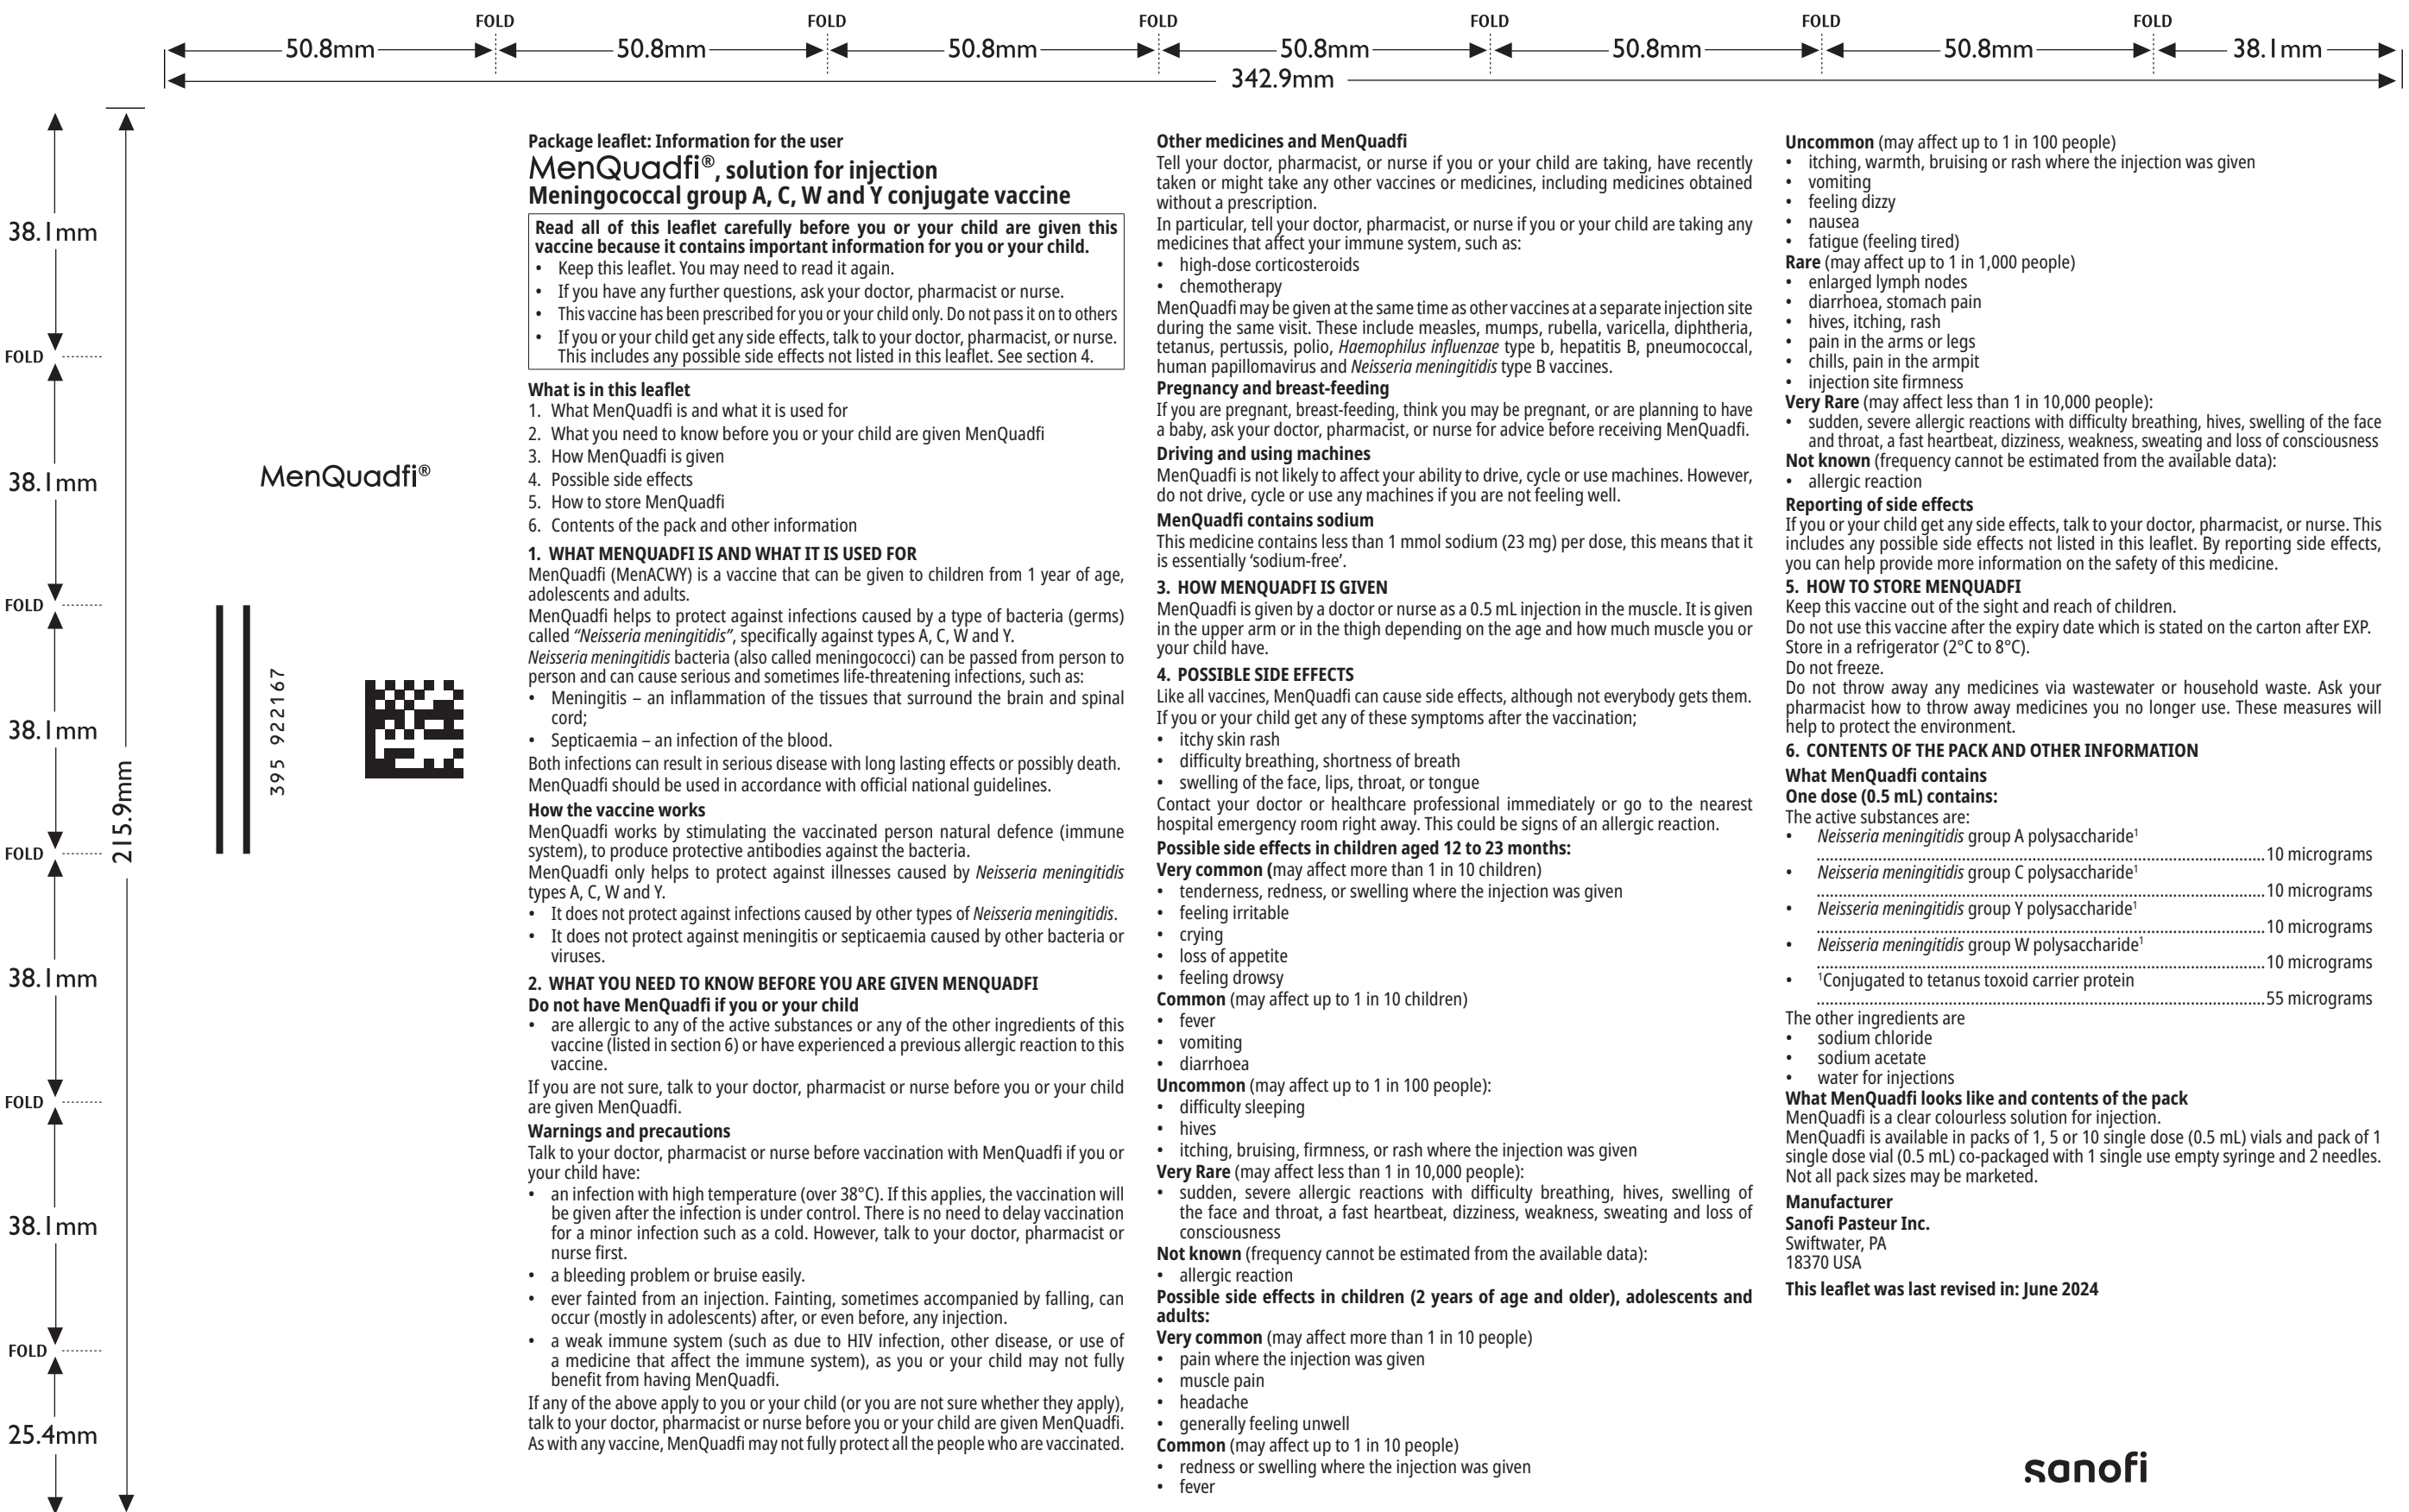 FOLD FOLD FOLD FOLD FOLD FOLD
50.8mm 50.8mm 50.8mm 50.8mm 50.8mm 50.8mm 38.1mm
342.9mm
38.1mm
FOLD
38.1mm
FOLD
38.1mm
FOLD
38.1mm
FOLD
38.1mm
FOLD
25.4mm
215.9mm
MenQuadfi®
395 922167
Package leaflet: Information for the user
MenQuadfi®, solution for injection
Meningococcal group A, C, W and Y conjugate vaccine
Read all of this leaflet carefully before you or your child are given this
vaccine because it contains important information for you or your child.
• Keep this leaflet. You may need to read it again.
• If you have any further questions, ask your doctor, pharmacist or nurse.
• This vaccine has been prescribed for you or your child only. Do not pass it on to others
• If you or your child get any side effects, talk to your doctor, pharmacist, or nurse.
This includes any possible side effects not listed in this leaflet. See section 4.
What is in this leaflet
1. What MenQuadfi is and what it is used for
2. What you need to know before you or your child are given MenQuadfi
3. How MenQuadfi is given
4. Possible side effects
5. How to store MenQuadfi
6. Contents of the pack and other information
1. WHAT MENQUADFI IS AND WHAT IT IS USED FOR
MenQuadfi (MenACWY) is a vaccine that can be given to children from 1 year of age,
adolescents and adults.
MenQuadfi helps to protect against infections caused by a type of bacteria (germs)
called “Neisseria meningitidis”, specifically against types A, C, W and Y.
Neisseria meningitidis bacteria (also called meningococci) can be passed from person to
person and can cause serious and sometimes life-threatening infections, such as:
• Meningitis – an inflammation of the tissues that surround the brain and spinal
cord;
• Septicaemia – an infection of the blood.
Both infections can result in serious disease with long lasting effects or possibly death.
MenQuadfi should be used in accordance with official national guidelines.
How the vaccine works
MenQuadfi works by stimulating the vaccinated person natural defence (immune
system), to produce protective antibodies against the bacteria.
MenQuadfi only helps to protect against illnesses caused by Neisseria meningitidis
types A, C, W and Y.
• It does not protect against infections caused by other types of Neisseria meningitidis.
• It does not protect against meningitis or septicaemia caused by other bacteria or
viruses.
2. WHAT YOU NEED TO KNOW BEFORE YOU ARE GIVEN MENQUADFI
Do not have MenQuadfi if you or your child
• are allergic to any of the active substances or any of the other ingredients of this
vaccine (listed in section 6) or have experienced a previous allergic reaction to this
vaccine.
If you are not sure, talk to your doctor, pharmacist or nurse before you or your child
are given MenQuadfi.
Warnings and precautions
Talk to your doctor, pharmacist or nurse before vaccination with MenQuadfi if you or
your child have:
• an infection with high temperature (over 38°C). If this applies, the vaccination will
be given after the infection is under control. There is no need to delay vaccination
for a minor infection such as a cold. However, talk to your doctor, pharmacist or
nurse first.
• a bleeding problem or bruise easily.
• ever fainted from an injection. Fainting, sometimes accompanied by falling, can
occur (mostly in adolescents) after, or even before, any injection.
• a weak immune system (such as due to HIV infection, other disease, or use of
a medicine that affect the immune system), as you or your child may not fully
benefit from having MenQuadfi.
If any of the above apply to you or your child (or you are not sure whether they apply),
talk to your doctor, pharmacist or nurse before you or your child are given MenQuadfi.
As with any vaccine, MenQuadfi may not fully protect all the people who are vaccinated.
Other medicines and MenQuadfi
Tell your doctor, pharmacist, or nurse if you or your child are taking, have recently
taken or might take any other vaccines or medicines, including medicines obtained
without a prescription.
In particular, tell your doctor, pharmacist, or nurse if you or your child are taking any
medicines that affect your immune system, such as:
• high-dose corticosteroids
• chemotherapy
MenQuadfi may be given at the same time as other vaccines at a separate injection site
during the same visit. These include measles, mumps, rubella, varicella, diphtheria,
tetanus, pertussis, polio, Haemophilus influenzae type b, hepatitis B, pneumococcal,
human papillomavirus and Neisseria meningitidis type B vaccines.
Pregnancy and breast-feeding
If you are pregnant, breast-feeding, think you may be pregnant, or are planning to have
a baby, ask your doctor, pharmacist, or nurse for advice before receiving MenQuadfi.
Driving and using machines
MenQuadfi is not likely to affect your ability to drive, cycle or use machines. However,
do not drive, cycle or use any machines if you are not feeling well.
MenQuadfi contains sodium
This medicine contains less than 1 mmol sodium (23 mg) per dose, this means that it
is essentially ‘sodium-free’.
3. HOW MENQUADFI IS GIVEN
MenQuadfi is given by a doctor or nurse as a 0.5 mL injection in the muscle. It is given
in the upper arm or in the thigh depending on the age and how much muscle you or
your child have.
4. POSSIBLE SIDE EFFECTS
Like all vaccines, MenQuadfi can cause side effects, although not everybody gets them.
If you or your child get any of these symptoms after the vaccination;
• itchy skin rash
• difficulty breathing, shortness of breath
• swelling of the face, lips, throat, or tongue
Contact your doctor or healthcare professional immediately or go to the nearest
hospital emergency room right away. This could be signs of an allergic reaction.
Possible side effects in children aged 12 to 23 months:
Very common (may affect more than 1 in 10 children)
• tenderness, redness, or swelling where the injection was given
• feeling irritable
• crying
• loss of appetite
• feeling drowsy
Common (may affect up to 1 in 10 children)
• fever
• vomiting
• diarrhoea
Uncommon (may affect up to 1 in 100 people):
• difficulty sleeping
• hives
• itching, bruising, firmness, or rash where the injection was given
Very Rare (may affect less than 1 in 10,000 people):
• sudden, severe allergic reactions with difficulty breathing, hives, swelling of
the face and throat, a fast heartbeat, dizziness, weakness, sweating and loss of
consciousness
Not known (frequency cannot be estimated from the available data):
• allergic reaction
Possible side effects in children (2 years of age and older), adolescents and
adults:
Very common (may affect more than 1 in 10 people)
• pain where the injection was given
• muscle pain
• headache
• generally feeling unwell
Common (may affect up to 1 in 10 people)
• redness or swelling where the injection was given
• fever
Uncommon (may affect up to 1 in 100 people)
• itching, warmth, bruising or rash where the injection was given
• vomiting
• feeling dizzy
• nausea
• fatigue (feeling tired)
Rare (may affect up to 1 in 1,000 people)
• enlarged lymph nodes
• diarrhoea, stomach pain
• hives, itching, rash
• pain in the arms or legs
• chills, pain in the armpit
• injection site firmness
Very Rare (may affect less than 1 in 10,000 people):
• sudden, severe allergic reactions with difficulty breathing, hives, swelling of the face
and throat, a fast heartbeat, dizziness, weakness, sweating and loss of consciousness
Not known (frequency cannot be estimated from the available data):
• allergic reaction
Reporting of side effects
If you or your child get any side effects, talk to your doctor, pharmacist, or nurse. This
includes any possible side effects not listed in this leaflet. By reporting side effects,
you can help provide more information on the safety of this medicine.
5. HOW TO STORE MENQUADFI
Keep this vaccine out of the sight and reach of children.
Do not use this vaccine after the expiry date which is stated on the carton after EXP.
Store in a refrigerator (2°C to 8°C).
Do not freeze.
Do not throw away any medicines via wastewater or household waste. Ask your
pharmacist how to throw away medicines you no longer use. These measures will
help to protect the environment.
6. CONTENTS OF THE PACK AND OTHER INFORMATION
What MenQuadfi contains
One dose (0.5 mL) contains:
The active substances are:
• Neisseria meningitidis group A polysaccharide¹
..........10 micrograms
• Neisseria meningitidis group C polysaccharide¹
..........10 micrograms
• Neisseria meningitidis group Y polysaccharide¹
..........10 micrograms
• Neisseria meningitidis group W polysaccharide¹
..........10 micrograms
• ¹Conjugated to tetanus toxoid carrier protein
..........55 micrograms
The other ingredients are
• sodium chloride
• sodium acetate
• water for injections
What MenQuadfi looks like and contents of the pack
MenQuadfi is a clear colourless solution for injection.
MenQuadfi is available in packs of 1, 5 or 10 single dose (0.5 mL) vials and pack of 1
single dose vial (0.5 mL) co-packaged with 1 single use empty syringe and 2 needles.
Not all pack sizes may be marketed.
Manufacturer
Sanofi Pasteur Inc.
Swiftwater, PA
18370 USA
This leaflet was last revised in: June 2024
sanofi